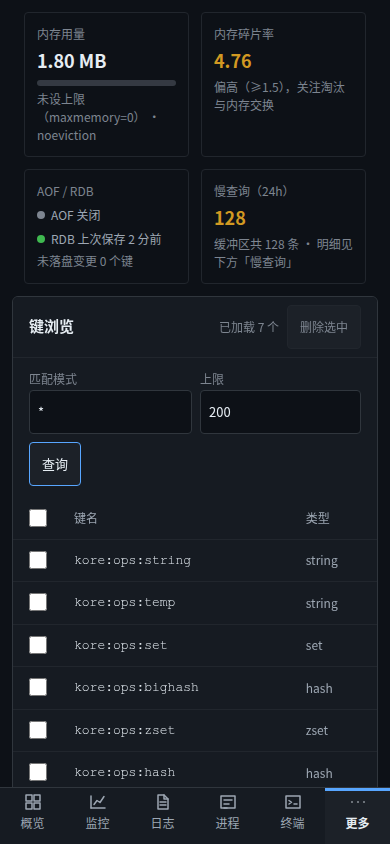 内存用量
1.80 MB
未设上限
（maxmemory=0） ·
noeviction
内存碎片率
4.76
偏高（≥1.5），关注淘汰
与内存交换
AOF / RDB
AOF 关闭
RDB 上次保存 2 分前
未落盘变更 0 个键
慢查询（24h）
128
缓冲区共 128 条 · 明细见
下方「慢查询」
键浏览
已加载 7 个
删除选中
匹配模式
上限
*
200
查询
键名 类型
kore:ops:string string
kore:ops:temp string
kore:ops:set set
kore:ops:bighash hash
kore:ops:zset zset
kore:ops:hash hash
概览 监控 日志 进程 终端 更多